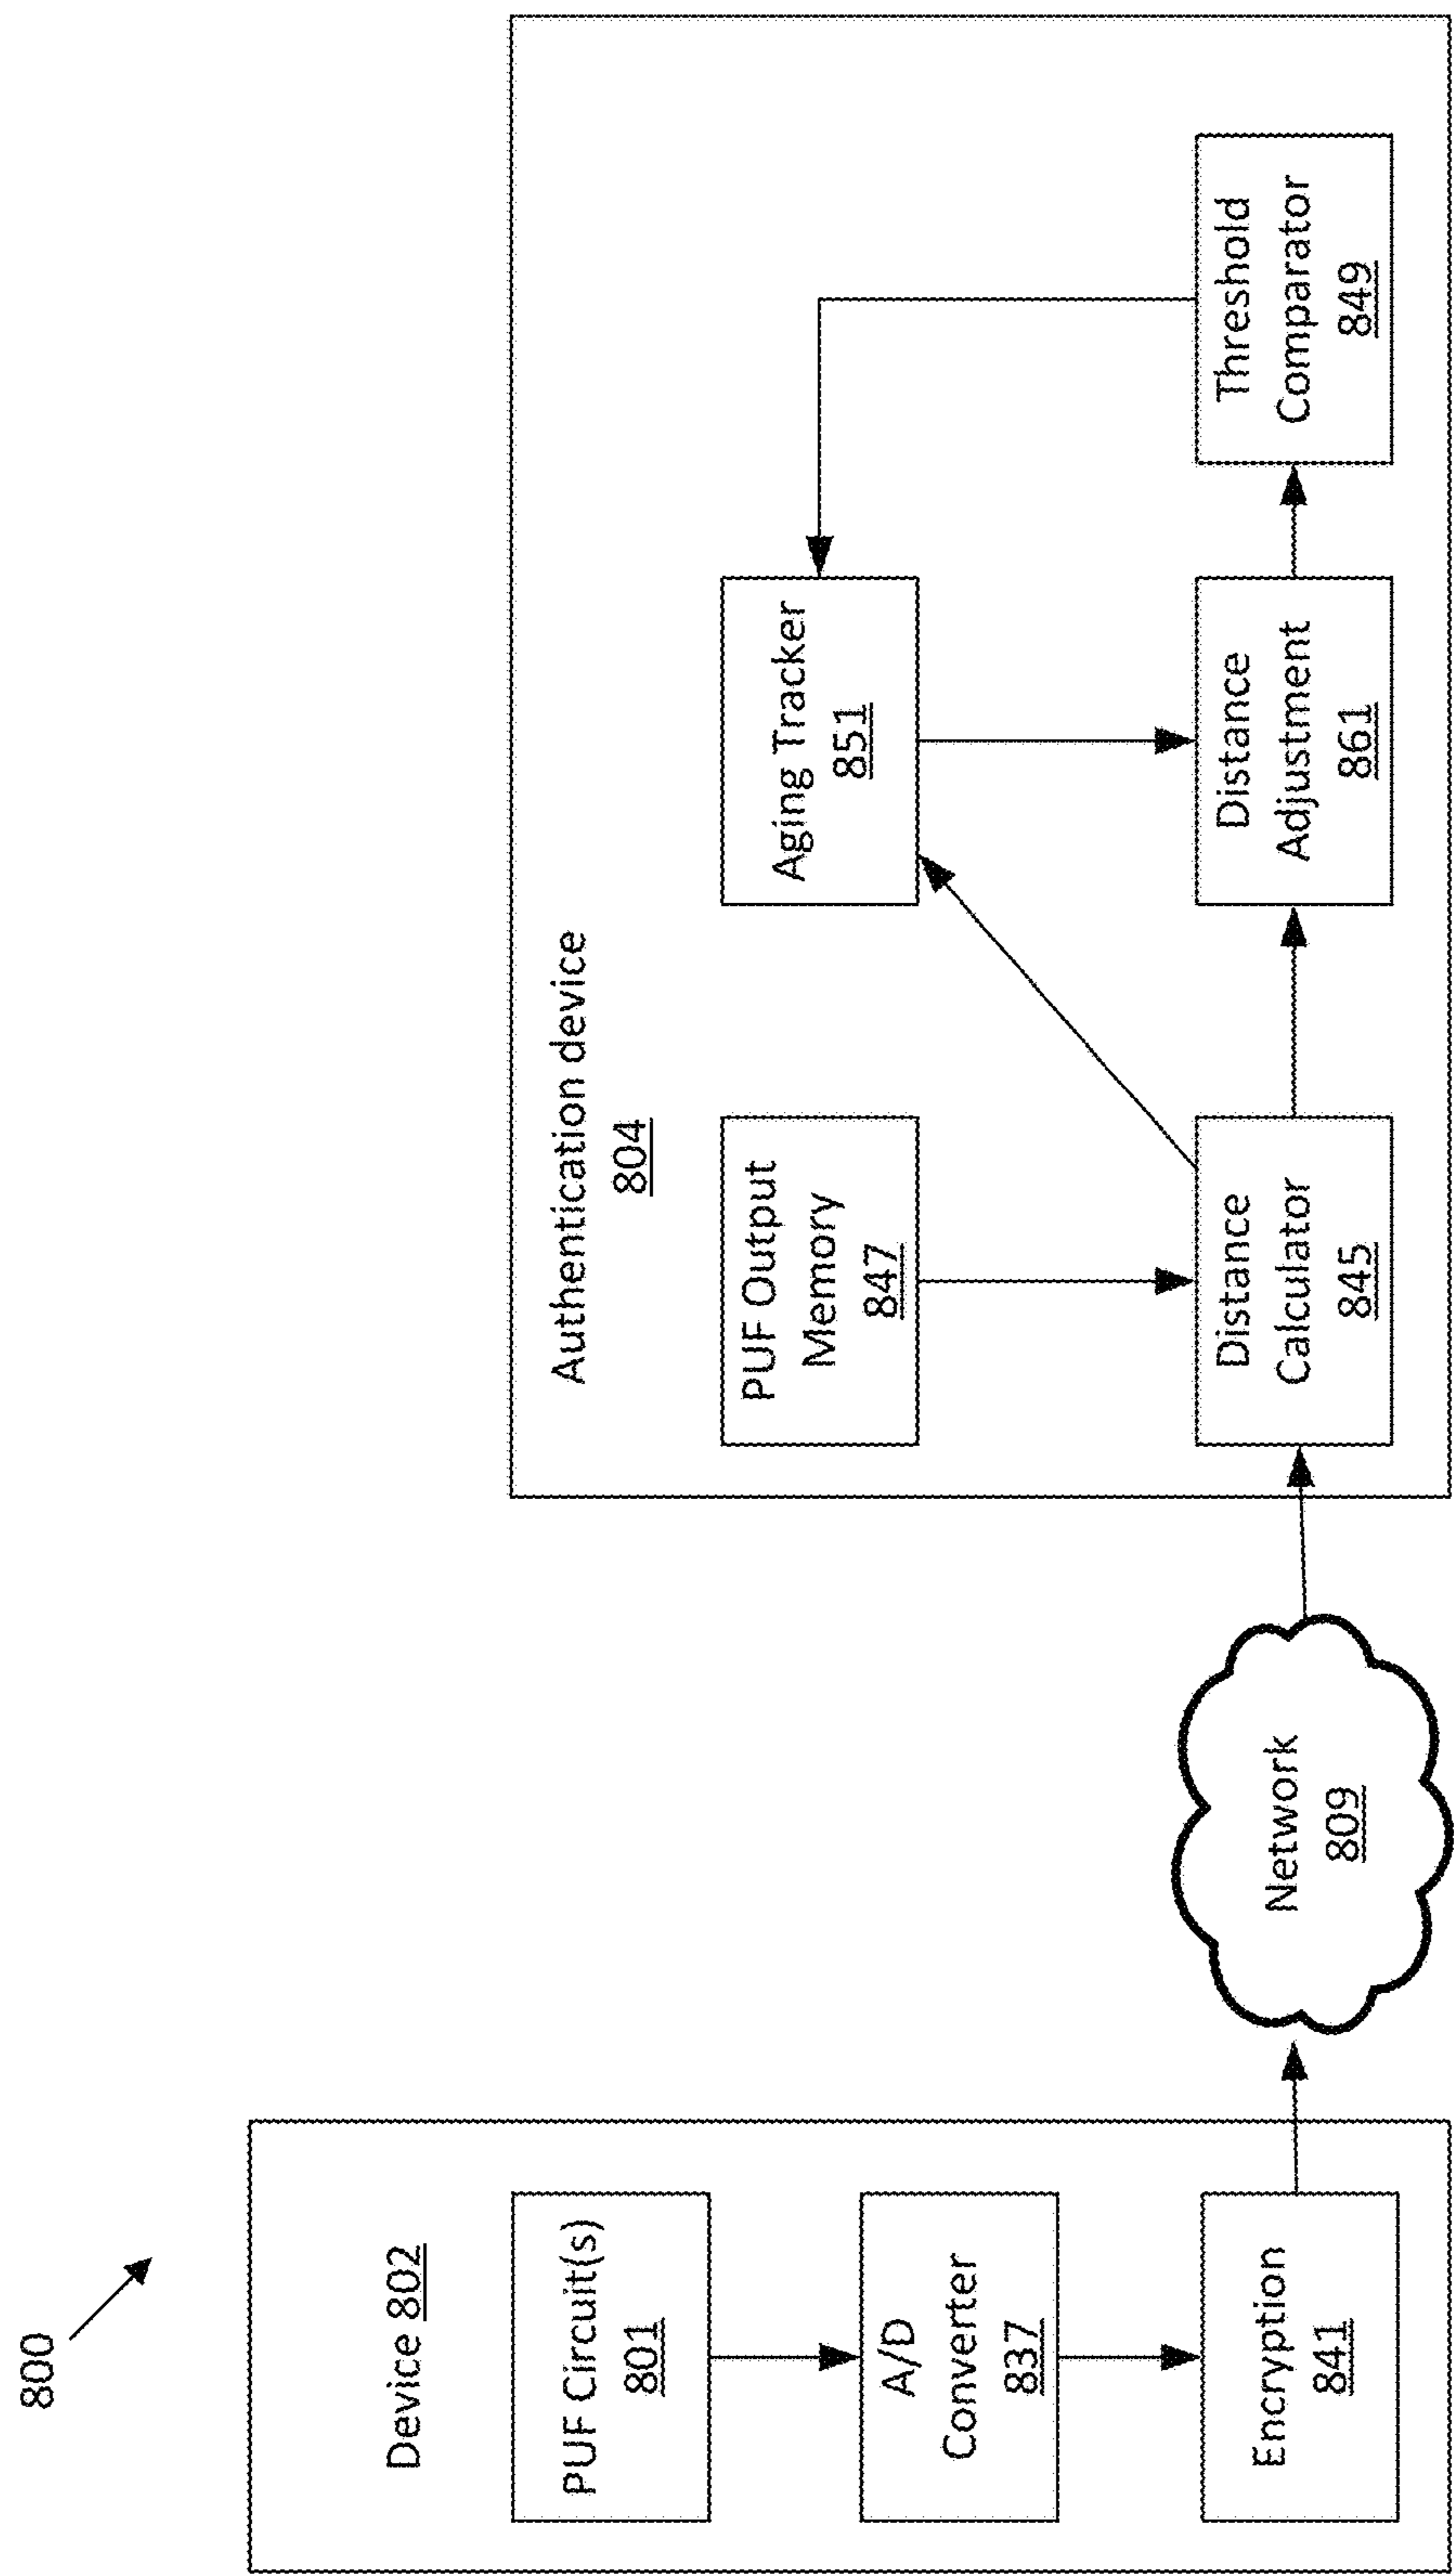 800
Device 802
PUF Circuit(s)
801
A/D
Converter
837
Encryption
841
Network
809
Authentication device
804
PUF Output
Memory
847
Distance
Calculator
845
Aging Tracker
851
Distance
Adjustment
861
Threshold
Comparator
849